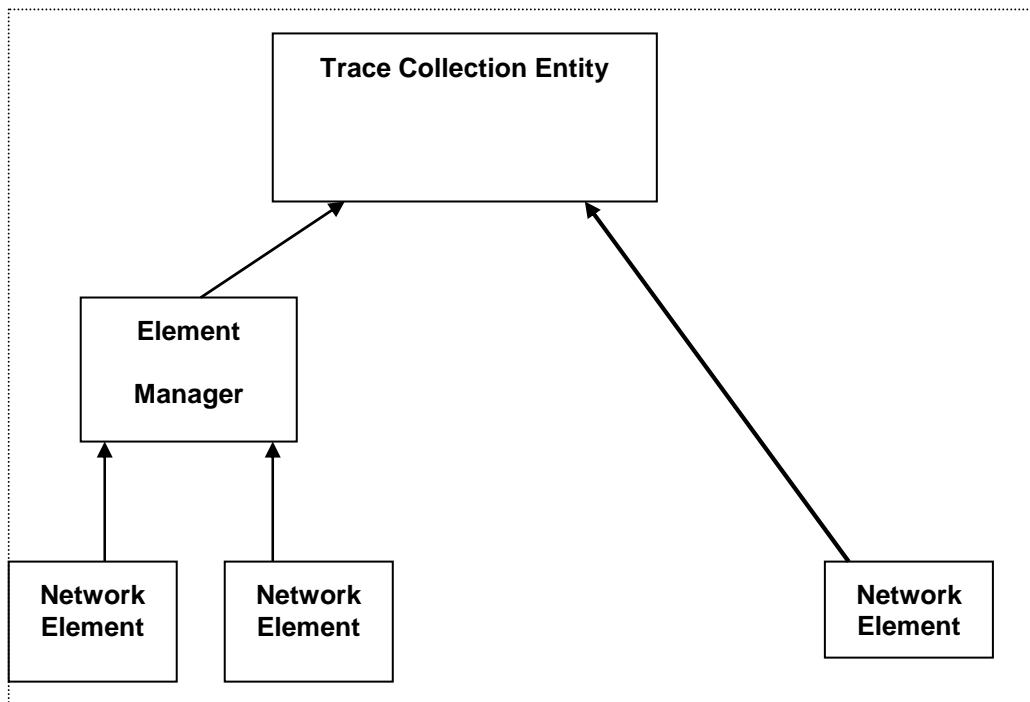 Trace Collection Entity
Element
Manager
Network
Element
Network
Element
Network
Element